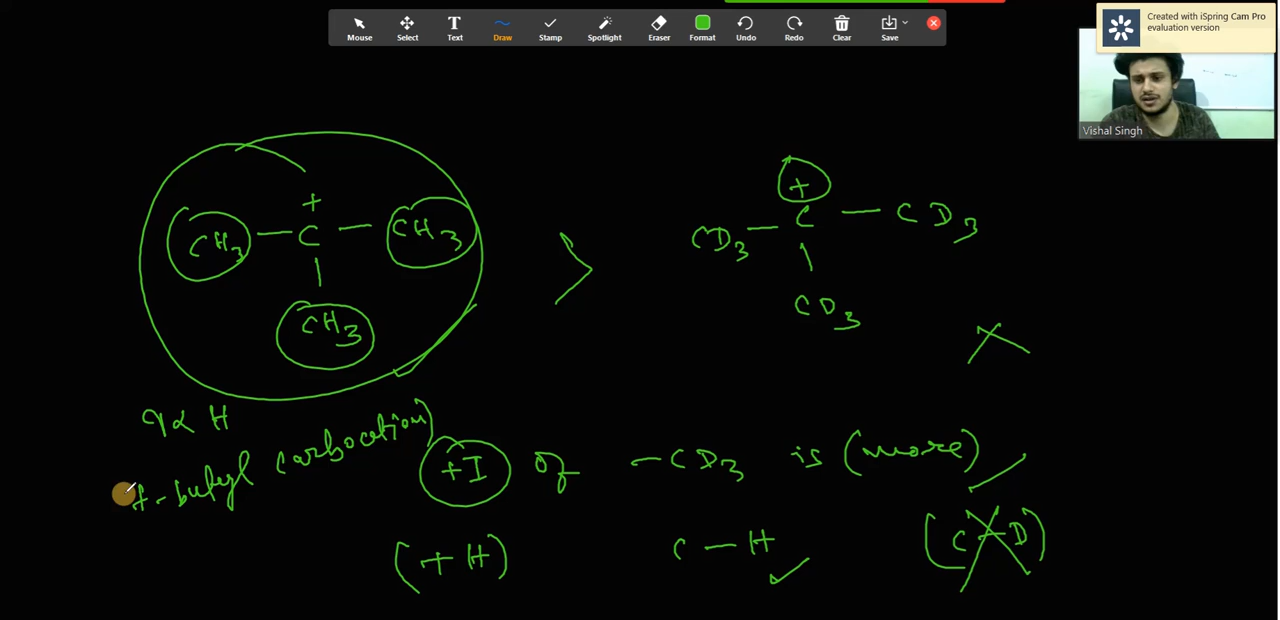 Mouse Select Text Draw Stamp Spotlight Eraser Format Undo Redo Clear Save
Created with iSpring Cam Pro
evaluation version
Vishal Singh
+
CH3 — C — CH3
CH3
>
+
CD3 — C — CD3
CD3
9α H
t-butyl carbocation)
+I of —CD3 is (more)
(+H) C — H (C—D)